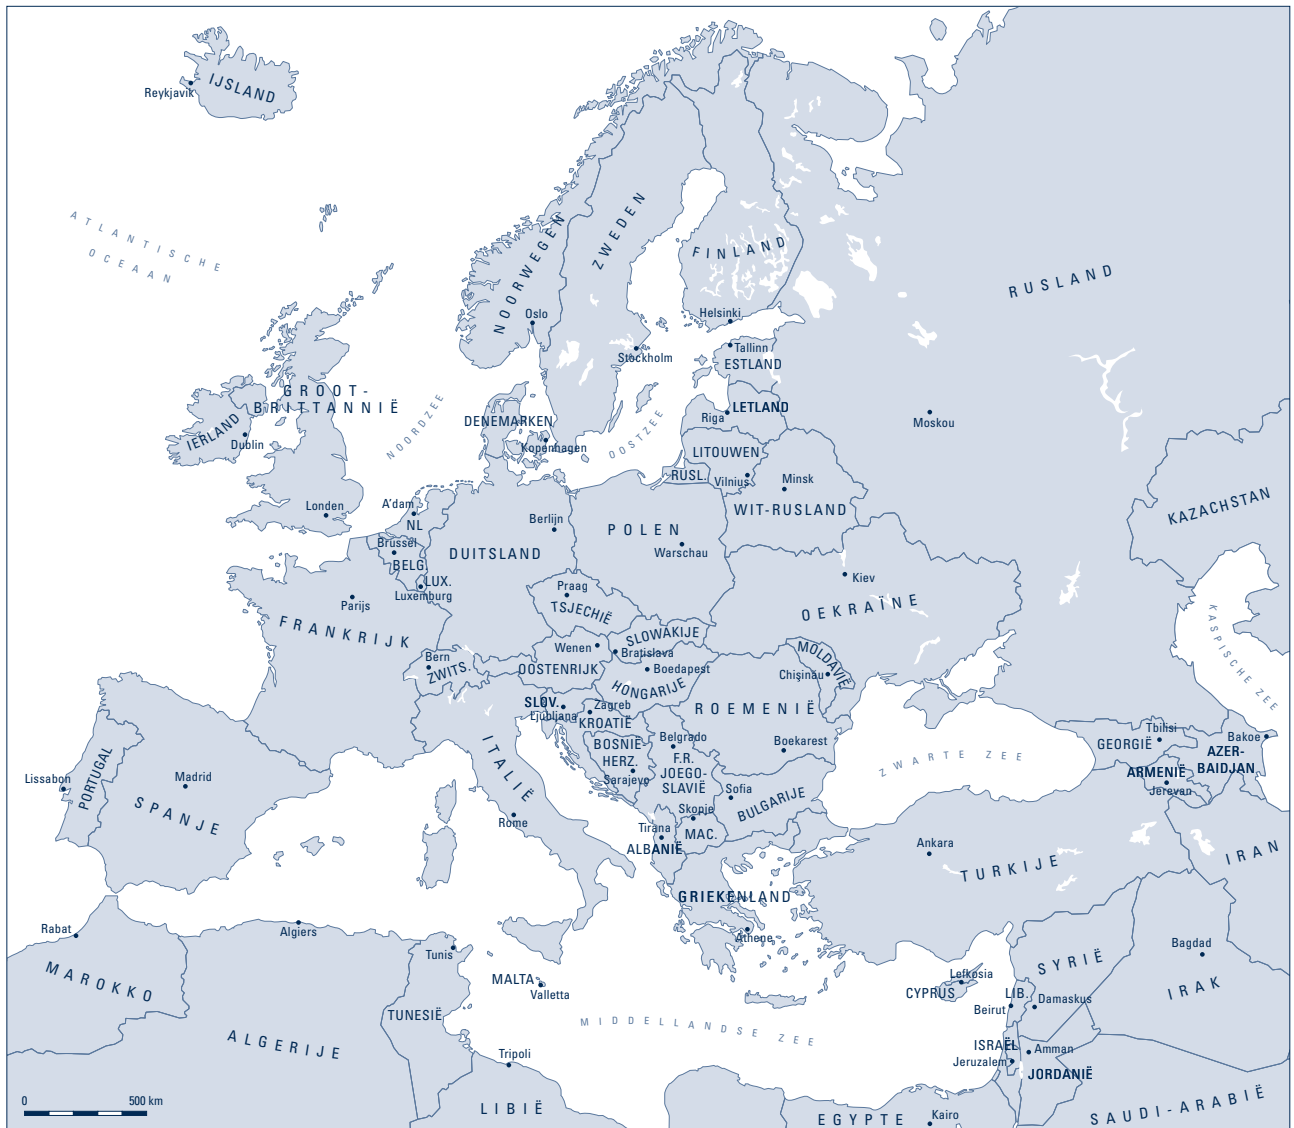 IJSLAND
Reykjavik
ATLANTISCHE
OCEAAN
NOORWEGEN
ZWEDEN
FINLAND
RUSLAND
Oslo
Helsinki
Stockholm
Tallinn
ESTLAND
GROOT-
BRITTANNIË
IERLAND
Dublin
NOORDZEE
DENEMARKEN
Kopenhagen
OOSTZEE
Riga
LETLAND
Moskou
LITOUWEN
RUSL.
Vilnius
Minsk
WIT-RUSLAND
KAZACHSTAN
Londen
A'dam
NL
Berlijn
POLEN
Warschau
Brussel
BELG.
DUITSLAND
LUX.
Luxemburg
Parijs
Praag
TSJECHIË
Kiev
OEKRAÏNE
FRANKRIJK
Wenen
SLOWAKIJE
Bratislava
Bern
ZWITS.
OOSTENRIJK
Boedapest
HONGARIJE
MOLDAVIË
Chişinău
KASPISCHE ZEE
SLOV.
Ljubljana
Zagreb
KROATIË
ROEMENIË
ITALIË
BOSNIE-
HERZ.
Sarajevo
Belgrado
F.R.
JOEGO-
SLAVIË
Boekarest
ZWARTE ZEE
Tbilisi
GEORGIË
Bakoe
AZER-
BAIDJAN
ARMENIË
Jerevan
Lissabon
PORTUGAL
Madrid
SPANJE
Rome
Sofia
BULGARIJE
Skopje
MAC.
Tirana
ALBANIË
Ankara
TURKIJE
IRAN
GRIEKENLAND
Athene
Rabat
MAROKKO
Algiers
ALGERIJE
Tunis
TUNESIË
MALTA
Valletta
MIDDELLANDSE ZEE
Lefkosia
CYPRUS
SYRIË
Bagdad
IRAK
LIB.
Beirut
Damaskus
ISRAËL
Jeruzalem
Amman
JORDANIË
Tripoli
LIBIË
EGYPTE
Kairo
SAUDI-ARABIË
0 500 km